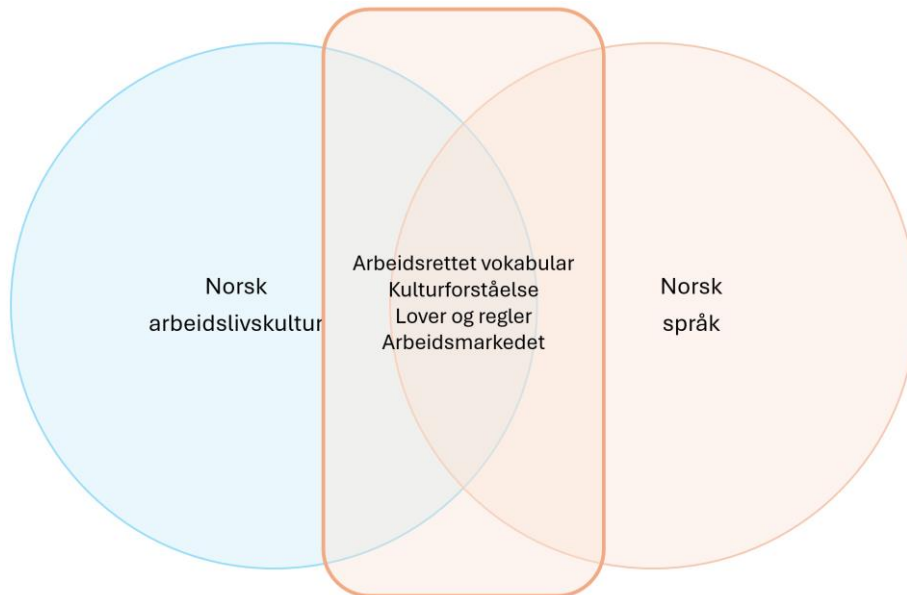 Norsk
arbeidslivskultur
Arbeidsrettet vokabular
Kulturforståelse
Lover og regler
Arbeidsmarkedet
Norsk
språk